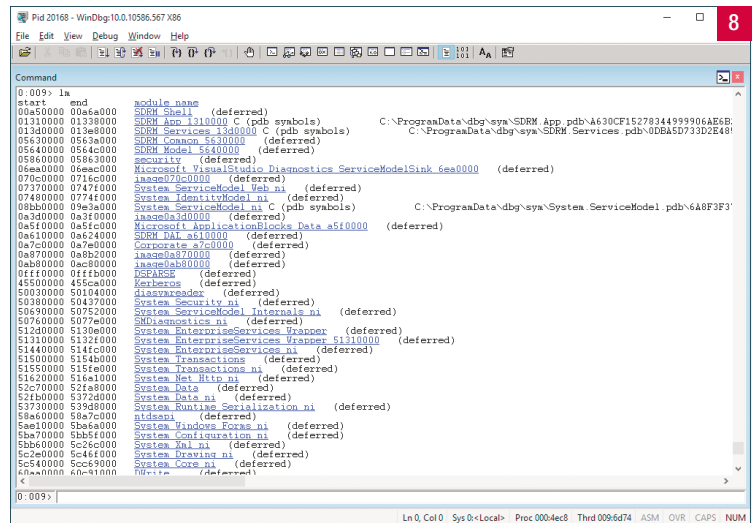 Pid 20168 - WinDbg:10.0.10586.567 X86
8
File Edit View Debug Window Help
Command
0:009> lm
start end module name
00a50000 00a6a000 SDRM_Shell (deferred)
01310000 01338000 SDRM_App_1310000 C (pdb symbols) C:\ProgramData\dbg\sym\SDRM.App.pdb\A630CF15278344999906AE6B
013d0000 013e8000 SDRM_Services_13d0000 C (pdb symbols) C:\ProgramData\dbg\sym\SDRM.Services.pdb\0DBA5D733D2E48
05630000 0563a000 SDRM_Common_5630000 (deferred)
05640000 0564c000 SDRM_Model_5640000 (deferred)
05860000 05863000 security (deferred)
06ea0000 06eac000 Microsoft_VisualStudio_Diagnostics_ServiceModelSink_6ea0000 (deferred)
070c0000 0716c000 image070c0000 (deferred)
07370000 0747f000 System_ServiceModel_Web_ni (deferred)
07480000 0774f000 System_IdentityModel_ni (deferred)
08bb0000 09e3a000 System_ServiceModel_ni C (pdb symbols) C:\ProgramData\dbg\sym\System.ServiceModel.pdb\6A8F3F3
0a3d0000 0a3f0000 image0a3d0000 (deferred)
0a5f0000 0a5fc000 Microsoft_ApplicationBlocks_Data_a5f0000 (deferred)
0a610000 0a624000 SDRM_DAL_a610000 (deferred)
0a7c0000 0a7e0000 Corporate_a7c0000 (deferred)
0a870000 0a8b2000 image0a870000 (deferred)
0ab80000 0ac80000 image0ab80000 (deferred)
0fff0000 0fffb000 DSPARSE (deferred)
45500000 455ca000 Kerberos (deferred)
50030000 50104000 diasymreader (deferred)
50380000 50437000 System_Security_ni (deferred)
50690000 50752000 System_ServiceModel_Internals_ni (deferred)
50760000 5077e000 SMDiagnostics_ni (deferred)
512d0000 5130e000 System_EnterpriseServices_Wrapper (deferred)
51310000 5132f000 System_EnterpriseServices_Wrapper_51310000 (deferred)
51440000 514fc000 System_EnterpriseServices_ni (deferred)
51500000 5154b000 System_Transactions (deferred)
51550000 515fe000 System_Transactions_ni (deferred)
51620000 516a1000 System_Net_Http_ni (deferred)
52c70000 52fa8000 System_Data (deferred)
52fb0000 5372d000 System_Data_ni (deferred)
53730000 539d8000 System_Runtime_Serialization_ni (deferred)
58a60000 58a7c000 ntdsapi (deferred)
5ae10000 5ba6a000 System_Windows_Forms_ni (deferred)
5ba70000 5bb5f000 System_Configuration_ni (deferred)
5bb60000 5c26c000 System_Xml_ni (deferred)
5c2e0000 5c46f000 System_Drawing_ni (deferred)
5c540000 5cc69000 System_Core_ni (deferred)
60aa0000 60c91000 DWrite (deferred)
0:009>
Ln 0, Col 0 Sys 0:<Local> Proc 000:4ec8 Thrd 009:6d74 ASM OVR CAPS NUM